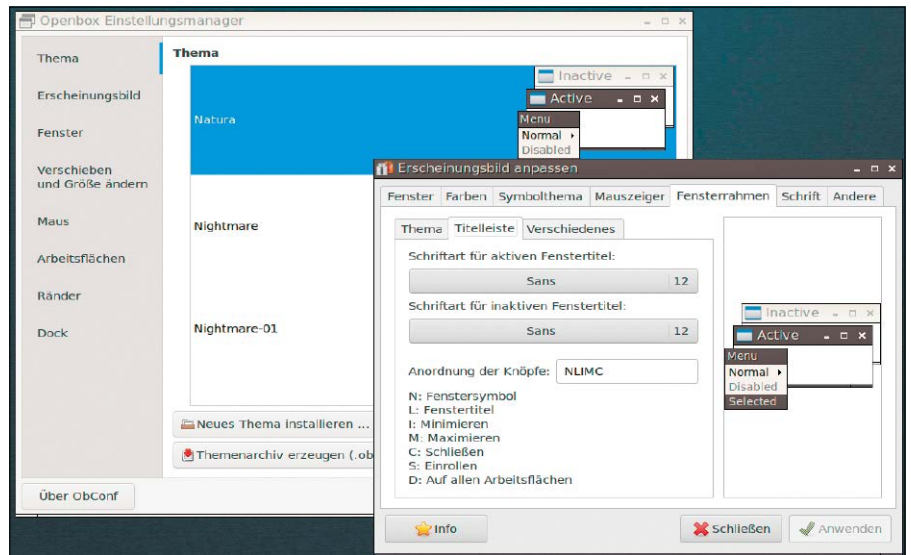 Openbox Einstellungsmanager
Thema
Erscheinungsbild
Fenster
Verschieben
und Größe ändern
Maus
Arbeitsflächen
Ränder
Dock
Thema
Natura
Inactive
Active
Menu
Normal
Disabled
Nightmare
Nightmare-01
Neues Thema installieren ...
Themenarchiv erzeugen (.ob
Über ObConf
Erscheinungsbild anpassen
Fenster Farben Symbolthema Mauszeiger Fensterrahmen Schrift Andere
Thema Titelleiste Verschiedenes
Schriftart für aktiven Fenstertitel:
Sans 12
Schriftart für inaktiven Fenstertitel:
Sans 12
Anordnung der Knöpfe: NLIMC
N: Fenstersymbol
L: Fenstertitel
I: Minimieren
M: Maximieren
C: Schließen
S: Einrollen
D: Auf allen Arbeitsflächen
Inactive
Active
Menu
Normal
Disabled
Selected
Info
Schließen
Anwenden